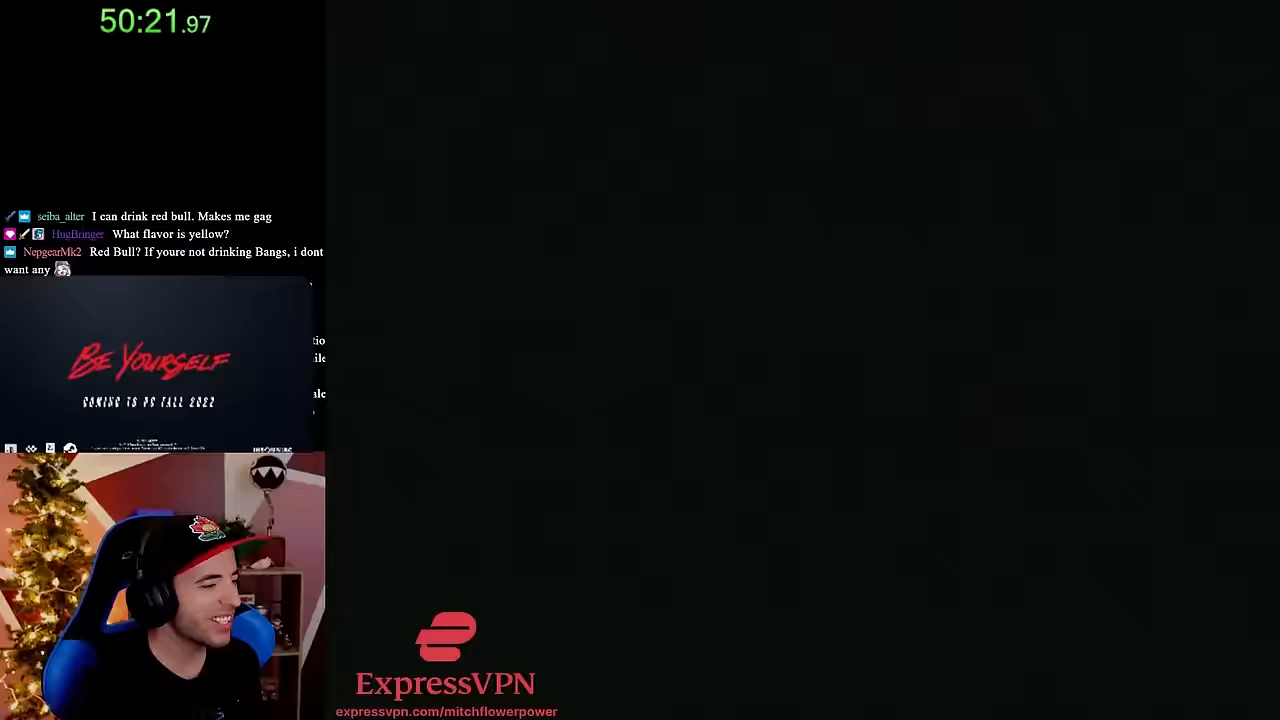 50:21.97
seiba_alter I can drink red bull. Makes me gag
HugBringer What flavor is yellow?
NepgearMk2 Red Bull? If youre not drinking Bangs, i dont
want any
BE YOURSELF
COMING TO PC FALL 2022
ExpressVPN
expressvpn.com/mitchflowerpower